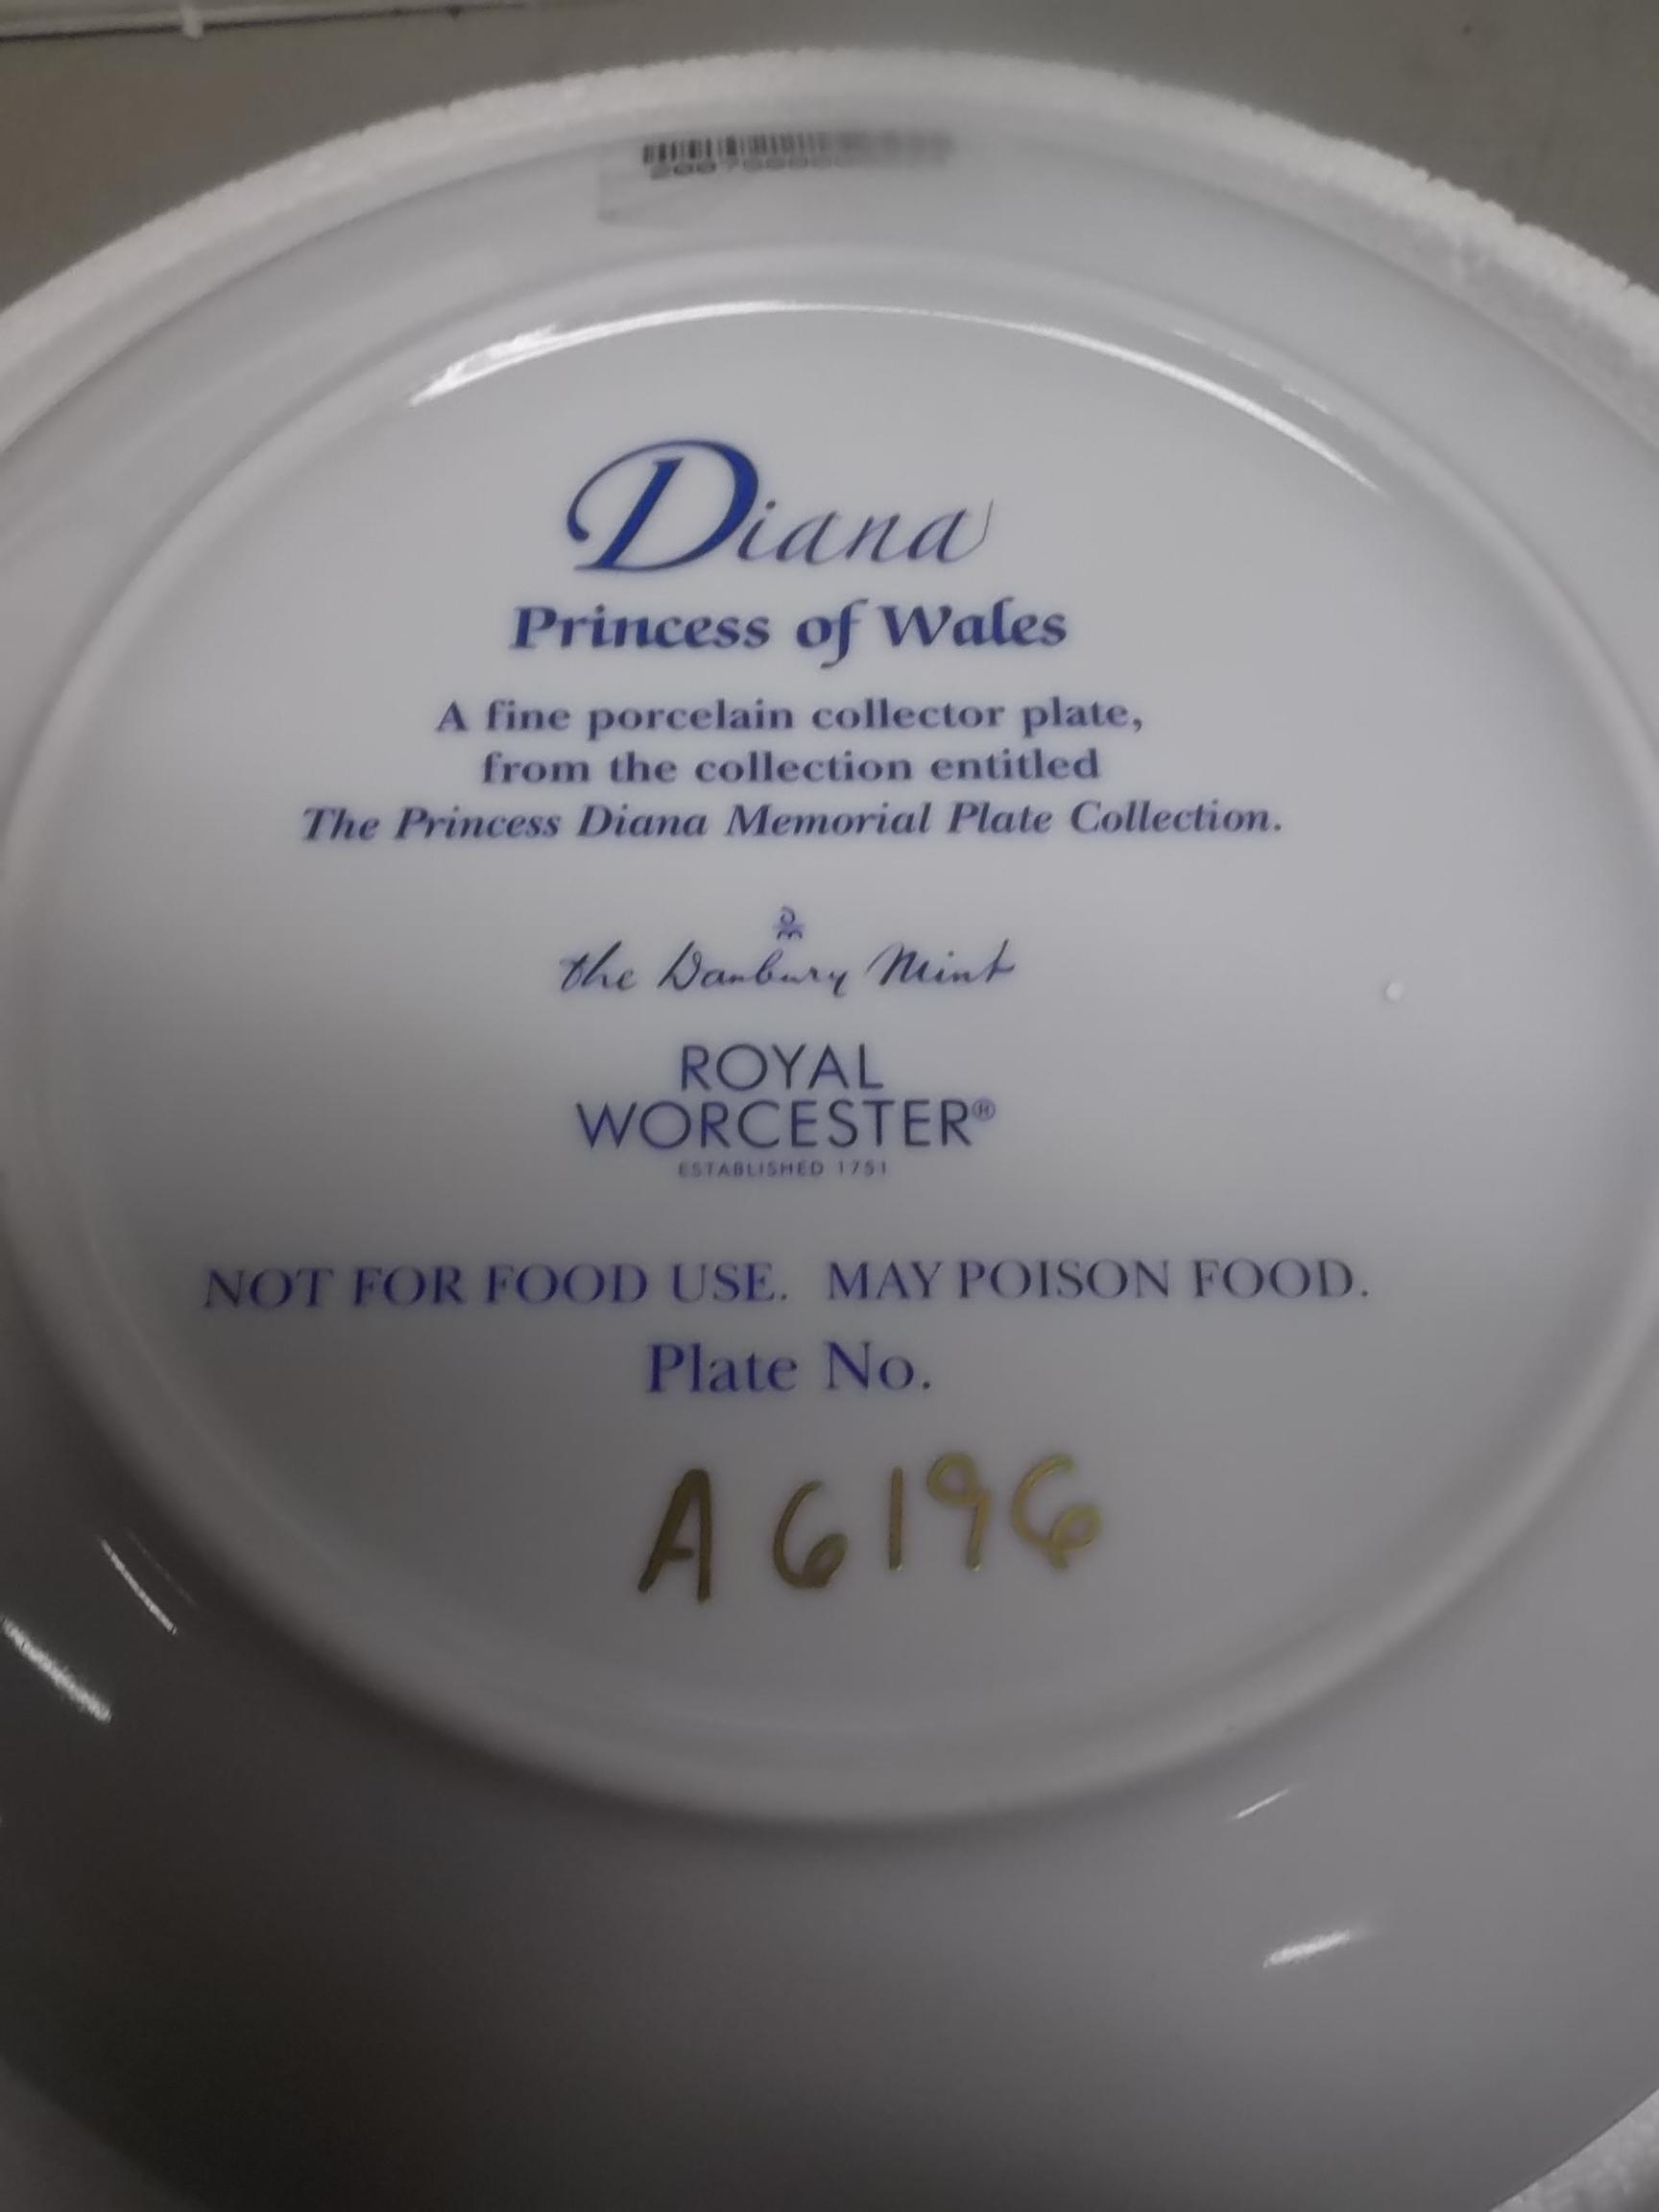 Diana
Princess of Wales
A fine porcelain collector plate,
from the collection entitled
The Princess Diana Memorial Plate Collection.
the Danbury Mint
ROYAL
WORCESTER®
ESTABLISHED 1751
NOT FOR FOOD USE. MAY POISON FOOD.
Plate No.
A6196